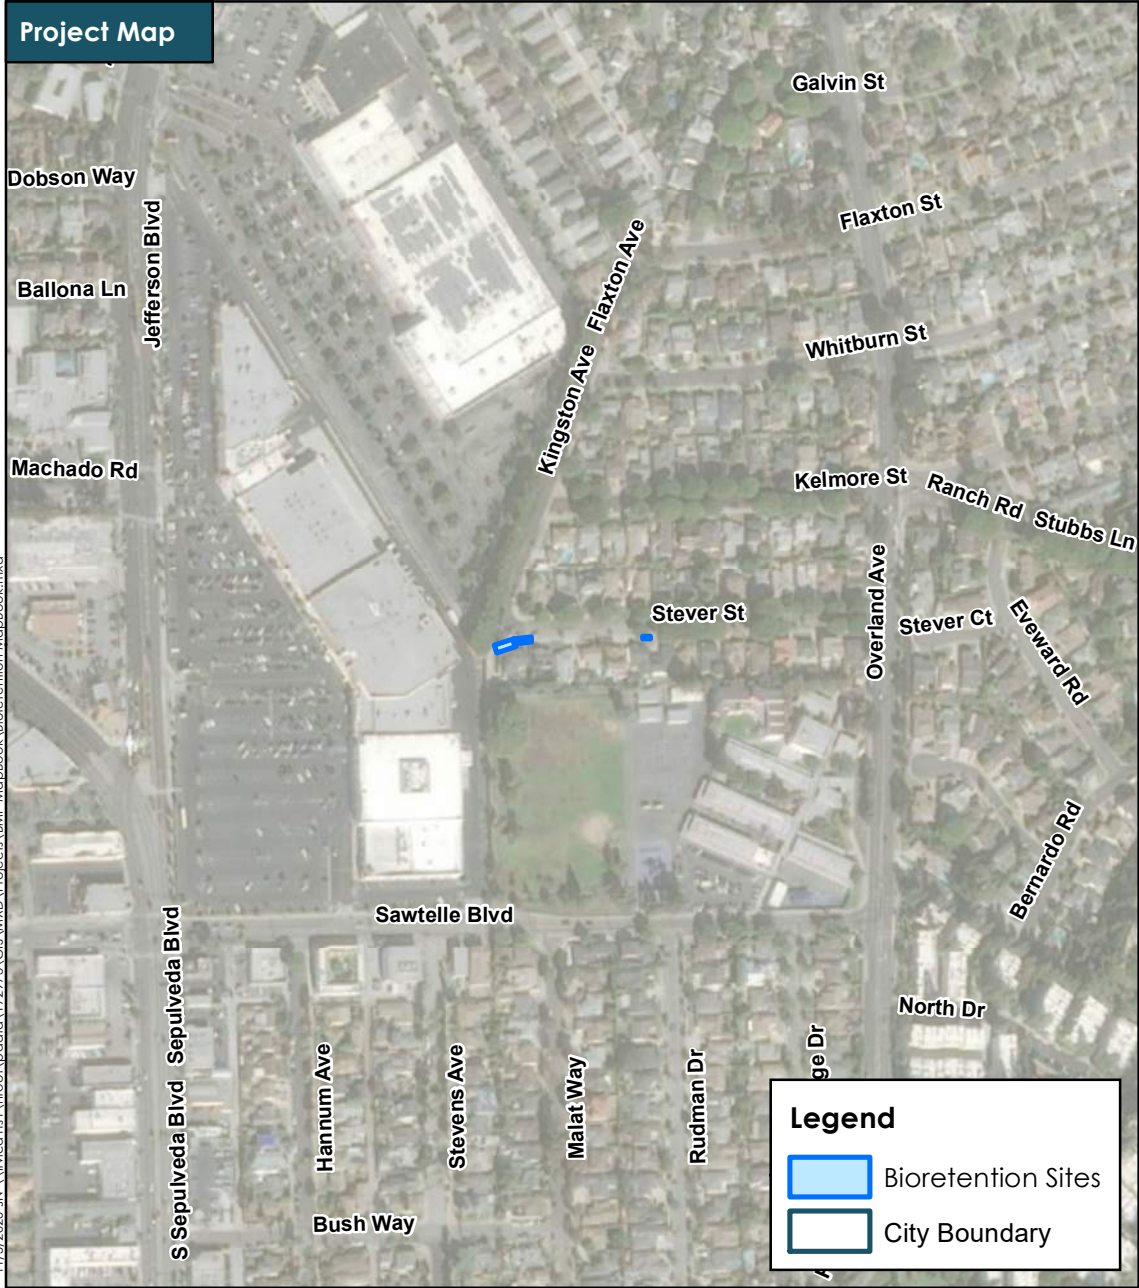 Project Map
Galvin St
Dobson Way
Flaxton St
Jefferson Blvd
Flaxton Ave
Ballona Ln
Whitburn St
Kingston Ave
Machado Rd
Kelmore St
Ranch Rd
Stubbs Ln
Overland Ave
Stever St
Stever Ct
Eveward Rd
Bernardo Rd
Sawtelle Blvd
Sepulveda Blvd
North Dr
Hannum Ave
Stevens Ave
Malat Way
Rudman Dr
ge Dr
S Sepulveda Blvd
Bush Way
Legend
Bioretention Sites
City Boundary